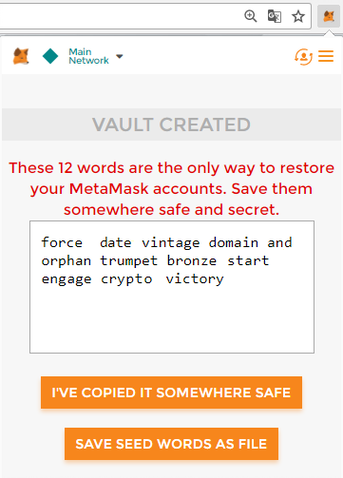 Main
Network
VAULT CREATED
These 12 words are the only way to restore
your MetaMask accounts. Save them
somewhere safe and secret.
force date vintage domain and
orphan trumpet bronze start
engage crypto victory
I'VE COPIED IT SOMEWHERE SAFE
SAVE SEED WORDS AS FILE